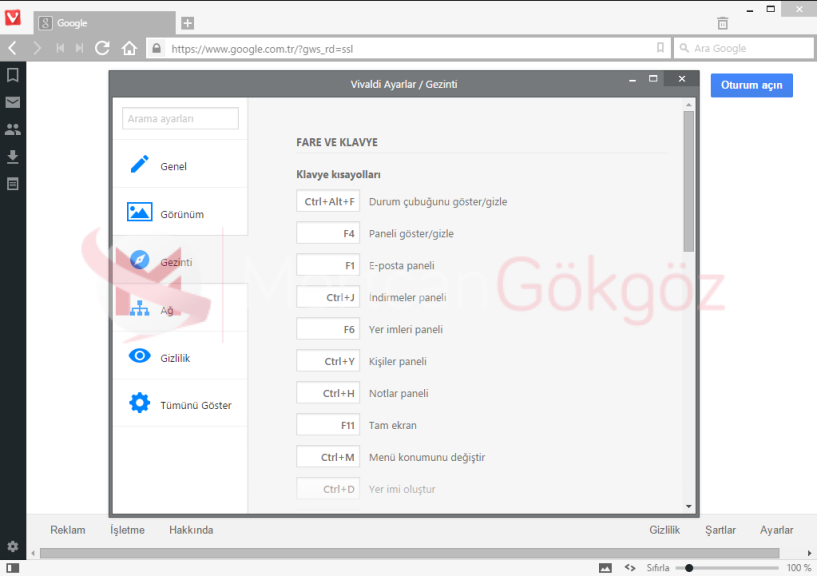 Google
https://www.google.com.tr/?gws_rd=ssl
Ara Google
Vivaldi Ayarlar / Gezinti
Oturum açın
Arama ayarları
Genel
Görünüm
Gezinti
Ağ
Gizlilik
Tümünü Göster
FARE VE KLAVYE
Klavye kısayolları
Ctrl+Alt+F Durum çubuğunu göster/gizle
F4 Paneli göster/gizle
F1 E-posta paneli
Ctrl+J İndirmeler paneli
F6 Yer imleri paneli
Ctrl+Y Kişiler paneli
Ctrl+H Notlar paneli
F11 Tam ekran
Ctrl+M Menü konumunu değiştir
Ctrl+D Yer imi oluştur
Gökgöz
Reklam İşletme Hakkında Gizlilik Şartlar Ayarlar
Sıfırla 100 %